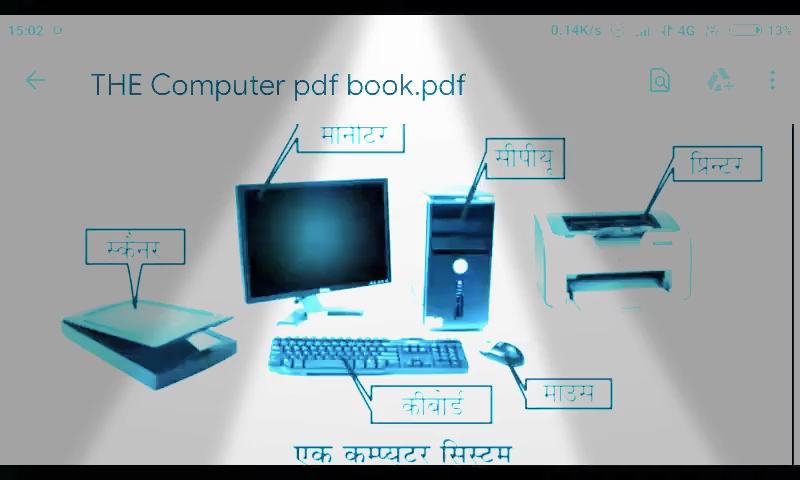 15:02 0.14K/s 4G 13%
THE Computer pdf book.pdf
मॉनीटर
सीपीयू
प्रिन्टर
स्कैनर
कीबोर्ड
माउस
एक कम्प्यूटर सिस्टम